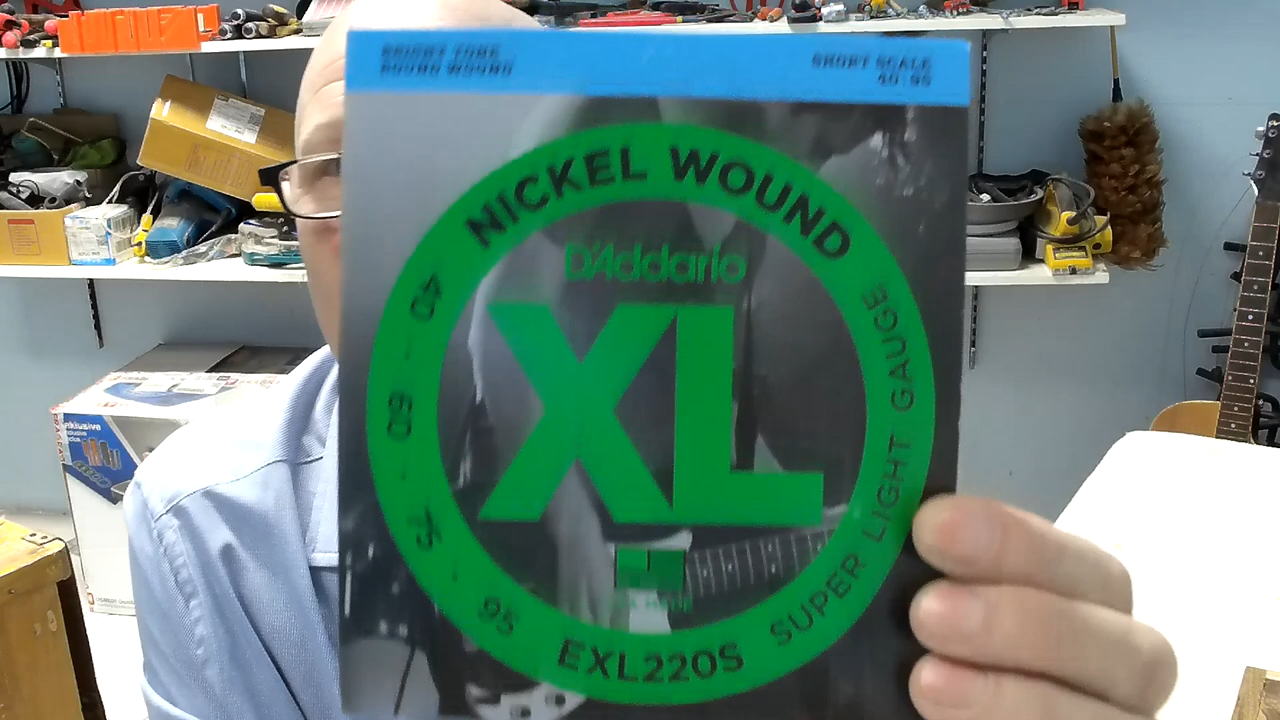 BRIGHT TONE
ROUND WOUND
SHORT SCALE
40-95
NICKEL WOUND
D'Addario
XL
40 - 60 - 75 - 95
EXL220S
SUPER LIGHT GAUGE